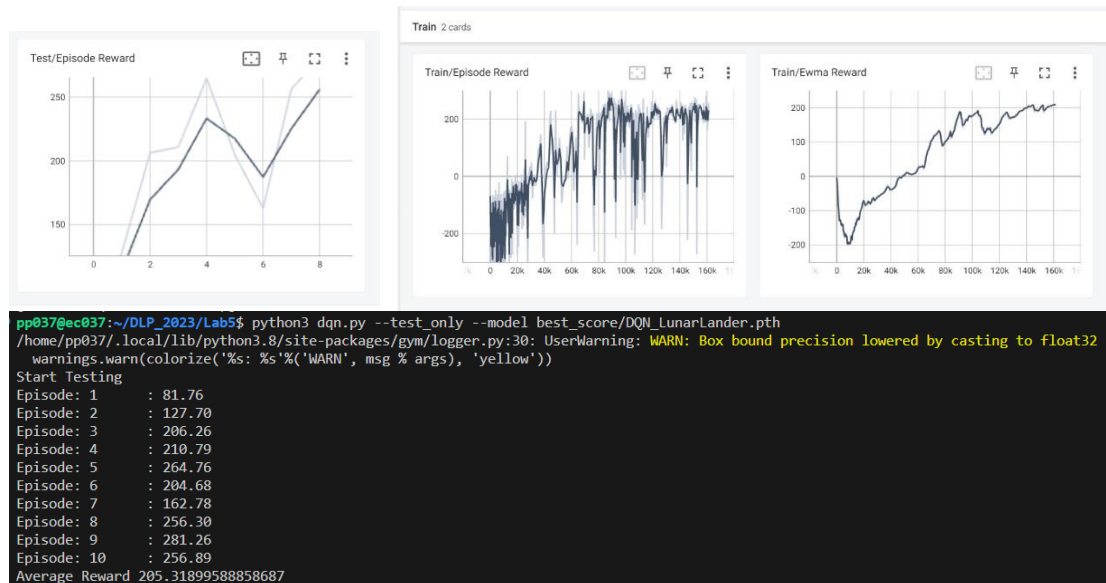 Train 2 cards
Test/Episode Reward
250
200
150
0 2 4 6 8
Train/Episode Reward
200
0
-200
0 20k 40k 60k 80k 100k 120k 140k 160k
Train/Ewma Reward
200
100
0
-100
-200
0 20k 40k 60k 80k 100k 120k 140k 160k
pp037@ec037:~/DLP_2023/Lab5$ python3 dqn.py --test_only --model best_score/DQN_LunarLander.pth
/home/pp037/.local/lib/python3.8/site-packages/gym/logger.py:30: UserWarning: WARN: Box bound precision lowered by casting to float32
warnings.warn(colorize('%s: %s'%('WARN', msg % args), 'yellow'))
Start Testing
Episode: 1 : 81.76
Episode: 2 : 127.70
Episode: 3 : 206.26
Episode: 4 : 210.79
Episode: 5 : 264.76
Episode: 6 : 204.68
Episode: 7 : 162.78
Episode: 8 : 256.30
Episode: 9 : 281.26
Episode: 10 : 256.89
Average Reward 205.31899588858687